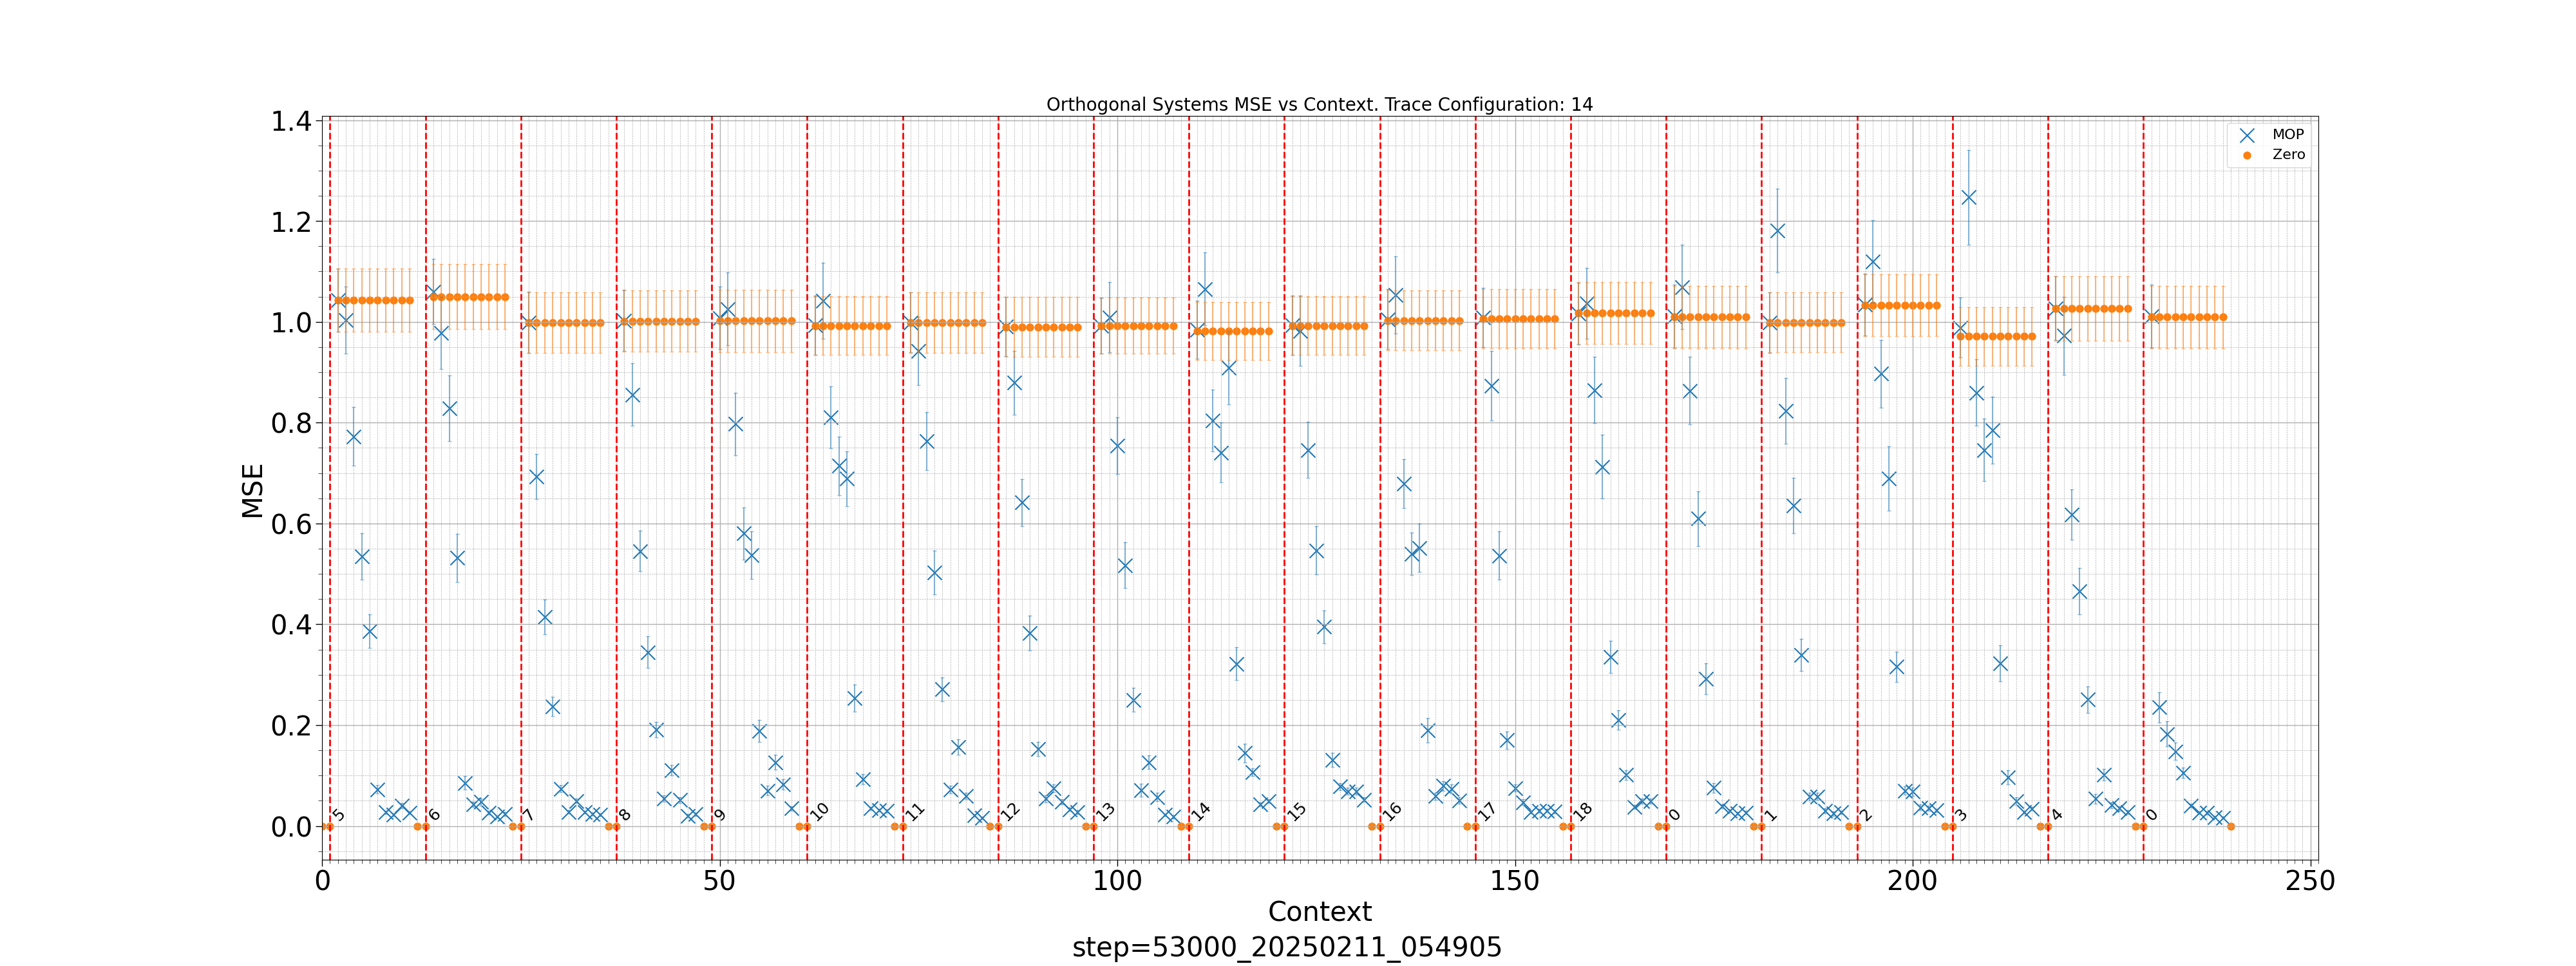 Orthogonal Systems MSE vs Context. Trace Configuration: 14
MOP
Zero
MSE
1.4
1.2
1.0
0.8
0.6
0.4
0.2
0.0
5 6 7 8 9 10 11 12 13 14 15 16 17 18 0 1 2 3 4 0
0 50 100 150 200 250
Context
step=53000_20250211_054905